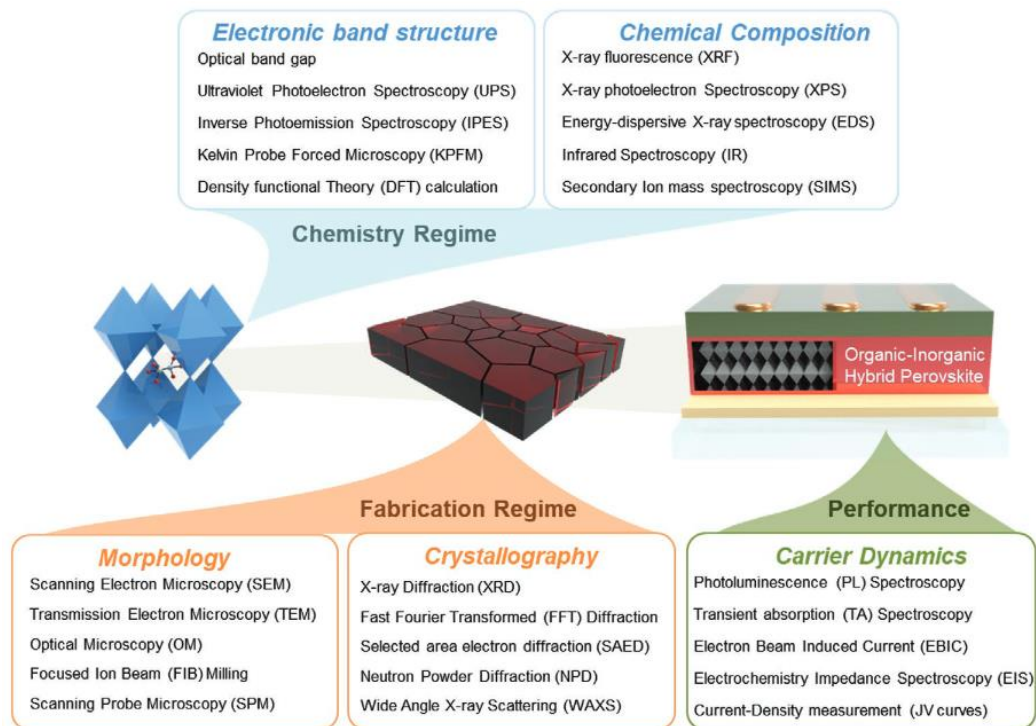 Electronic band structure
Optical band gap
Ultraviolet Photoelectron Spectroscopy (UPS)
Inverse Photoemission Spectroscopy (IPES)
Kelvin Probe Forced Microscopy (KPFM)
Density functional Theory (DFT) calculation
Chemical Composition
X-ray fluorescence (XRF)
X-ray photoelectron Spectroscopy (XPS)
Energy-dispersive X-ray spectroscopy (EDS)
Infrared Spectroscopy (IR)
Secondary Ion mass spectroscopy (SIMS)
Chemistry Regime
Organic-Inorganic
Hybrid Perovskite
Fabrication Regime
Performance
Morphology
Scanning Electron Microscopy (SEM)
Transmission Electron Microscopy (TEM)
Optical Microscopy (OM)
Focused Ion Beam (FIB) Milling
Scanning Probe Microscopy (SPM)
Crystallography
X-ray Diffraction (XRD)
Fast Fourier Transformed (FFT) Diffraction
Selected area electron diffraction (SAED)
Neutron Powder Diffraction (NPD)
Wide Angle X-ray Scattering (WAXS)
Carrier Dynamics
Photoluminescence (PL) Spectroscopy
Transient absorption (TA) Spectroscopy
Electron Beam Induced Current (EBIC)
Electrochemistry Impedance Spectroscopy (EIS)
Current-Density measurement (JV curves)